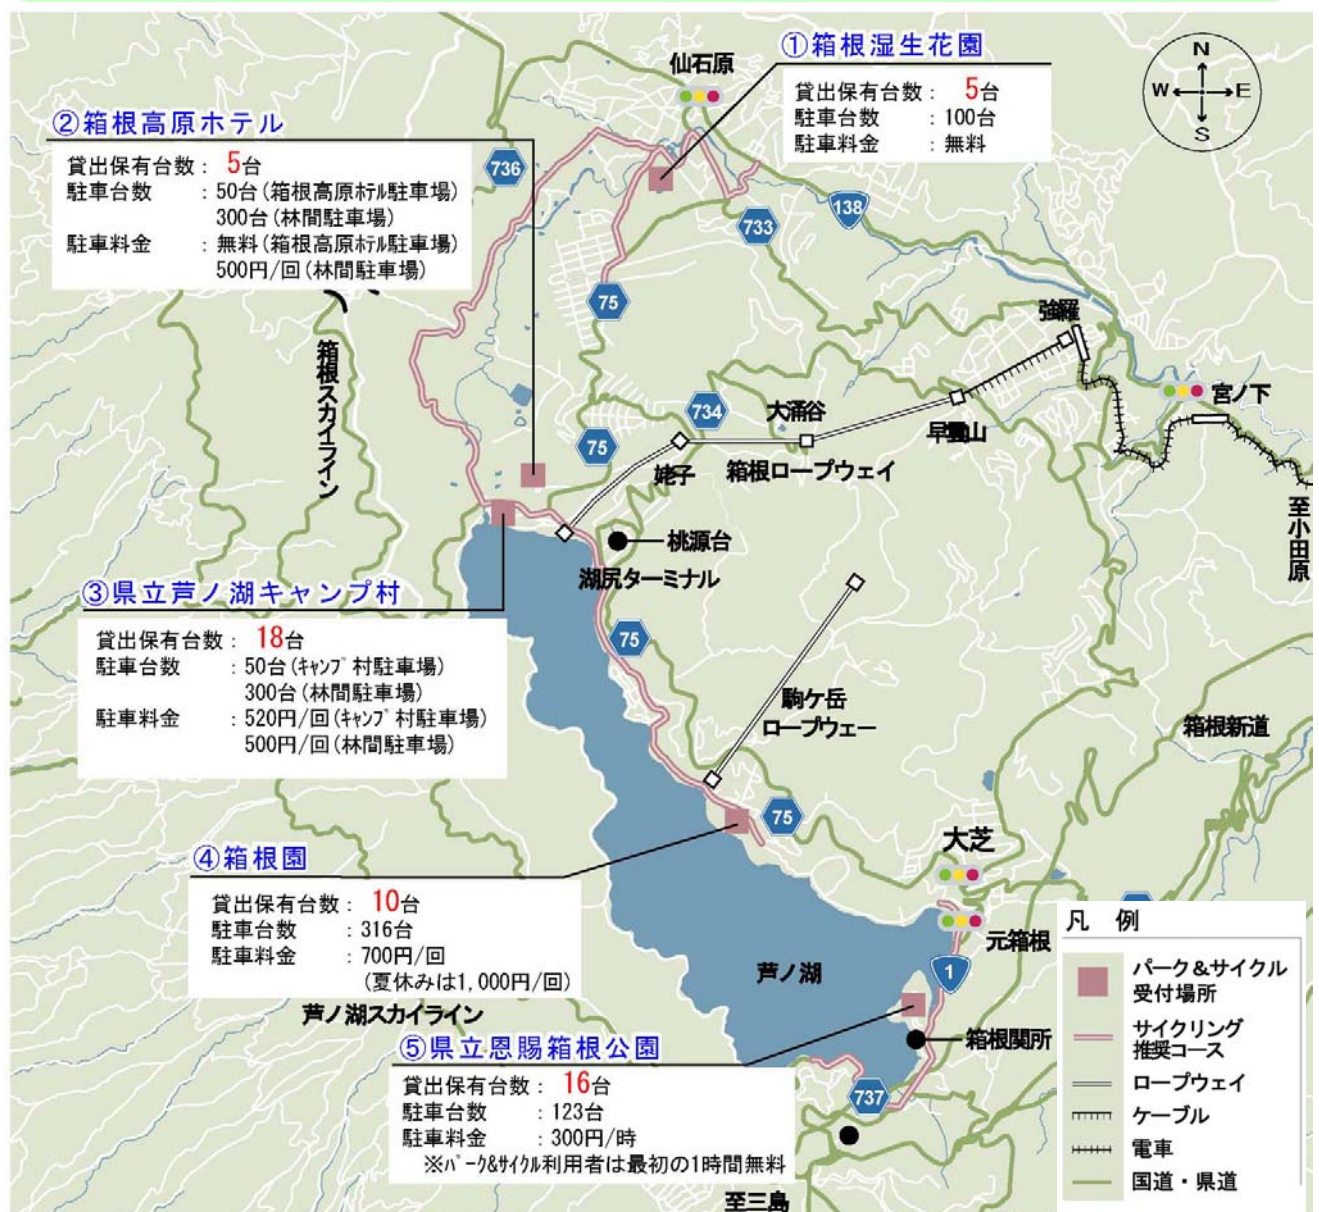 ①箱根湿生花園
貸出保有台数： 5台
駐車台数 ：100台
駐車料金 ：無料
仙石原
N
W E
S
②箱根高原ホテル
貸出保有台数： 5台
駐車台数 ：50台(箱根高原ﾎﾃﾙ駐車場)
300台(林間駐車場)
駐車料金 ：無料(箱根高原ﾎﾃﾙ駐車場)
500円/回(林間駐車場)
736
138
733
75
強羅
箱根スカイライン
宮ノ下
734
大涌谷
早雲山
75
姥子
箱根ロープウェイ
至小田原
桃源台
湖尻ターミナル
③県立芦ノ湖キャンプ村
貸出保有台数： 18台
駐車台数 ：50台(ｷｬﾝﾌﾟ村駐車場)
300台(林間駐車場)
駐車料金 ：520円/回(ｷｬﾝﾌﾟ村駐車場)
500円/回(林間駐車場)
75
駒ケ岳
ロープウェー
箱根新道
75
大芝
④箱根園
貸出保有台数： 10台
駐車台数 ：316台
駐車料金 ：700円/回
(夏休みは1,000円/回)
元箱根
芦ノ湖
1
芦ノ湖スカイライン
箱根関所
⑤県立恩賜箱根公園
貸出保有台数： 16台
駐車台数 ：123台
駐車料金 ：300円/時
※ﾊﾟｰｸ&ｻｲｸﾙ利用者は最初の1時間無料
737
至三島
凡 例
パーク＆サイクル
受付場所
サイクリング
推奨コース
ロープウェイ
ケーブル
電車
国道・県道